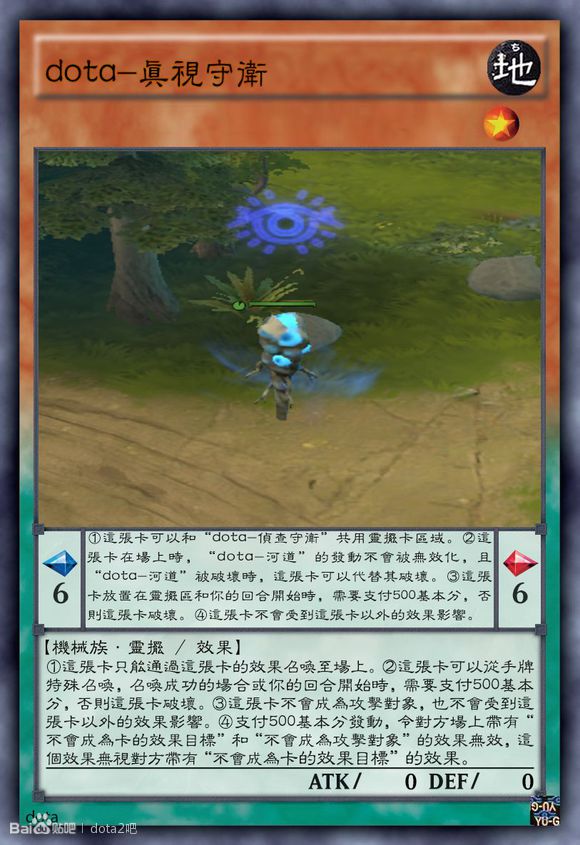 dota-眞視守衛
ち
地
①這張卡可以和“dota-偵查守衛”共用靈擺卡區域。②這
張卡在場上時，“dota-河道”的發動不會被無效化，且
“dota-河道”被破壞時，這張卡可以代替其破壞。③這張
卡放置在靈擺區和你的回合開始時，需要支付500基本分，否
則這張卡破壞。④這張卡不會受到這張卡以外的效果影響。
6
6
【機械族·靈擺 / 效果】
①這張卡只能通過這張卡的效果召喚至場上。②這張卡可以從手牌
特殊召喚，召喚成功的場合或你的回合開始時，需要支付500基本
分，否則這張卡破壞。③這張卡不會成為攻擊對象，也不會受到這
張卡以外的效果影響。④支付500基本分發動，令對方場上帶有“
不會成為卡的效果目標”和“不會成為攻擊對象”的效果無效，這
個效果無視對方帶有“不會成為卡的效果目標”的效果。
ATK/ 0 DEF/ 0
dota
Bai貼吧 | dota2吧
YU-G